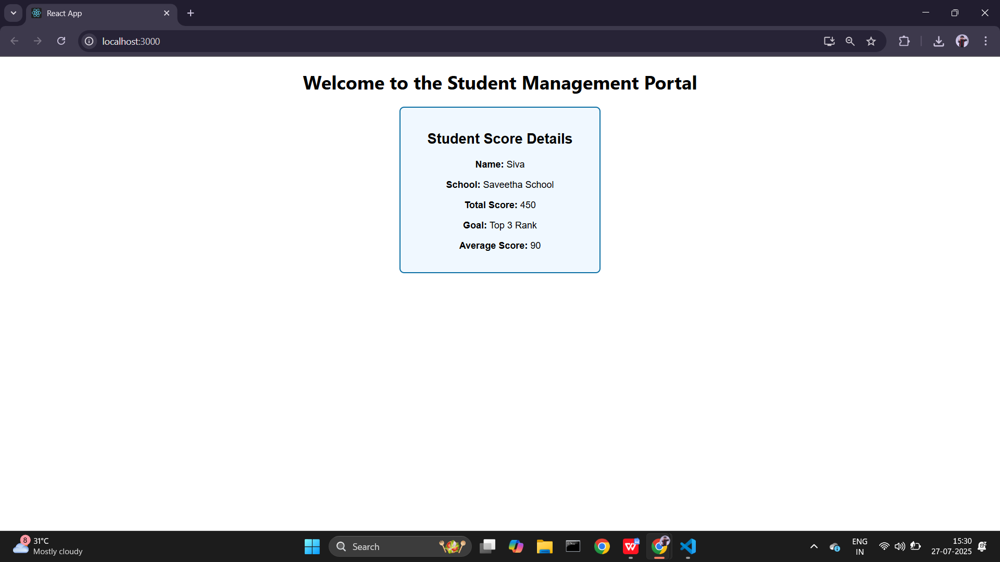 React App
localhost:3000
Welcome to the Student Management Portal
Student Score Details
Name: Siva
School: Saveetha School
Total Score: 450
Goal: Top 3 Rank
Average Score: 90
8
31°C
Mostly cloudy
Search
ENG
IN
15:30
27-07-2025